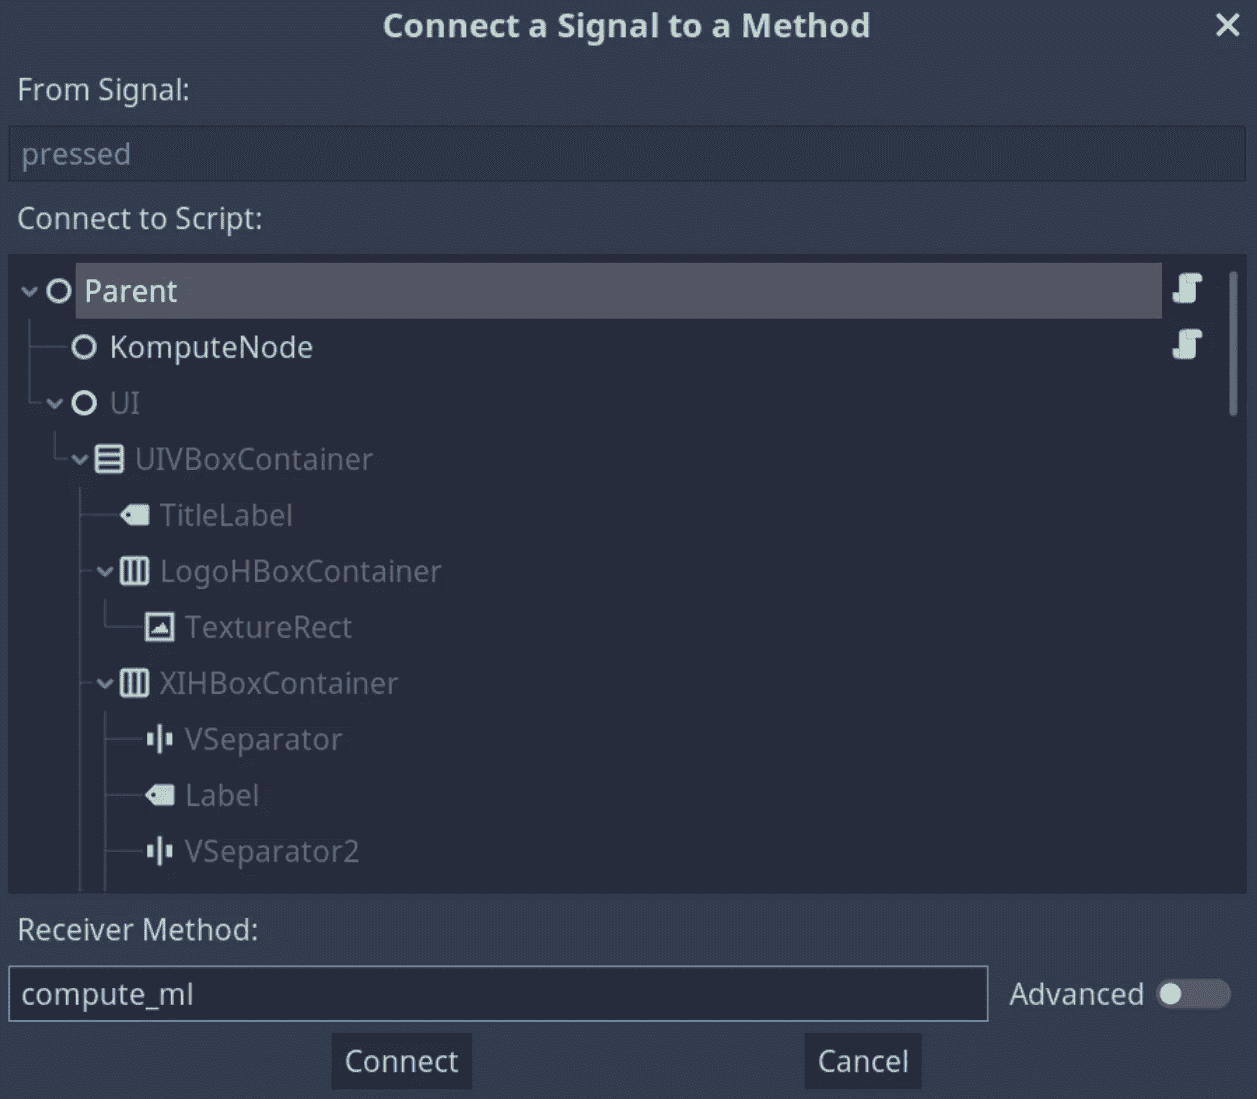 Connect a Signal to a Method
From Signal:
pressed
Connect to Script:
Parent
KomputeNode
UI
UIVBoxContainer
TitleLabel
LogoHBoxContainer
TextureRect
XIHBoxContainer
VSeparator
Label
VSeparator2
Receiver Method:
compute_ml
Advanced
Connect
Cancel